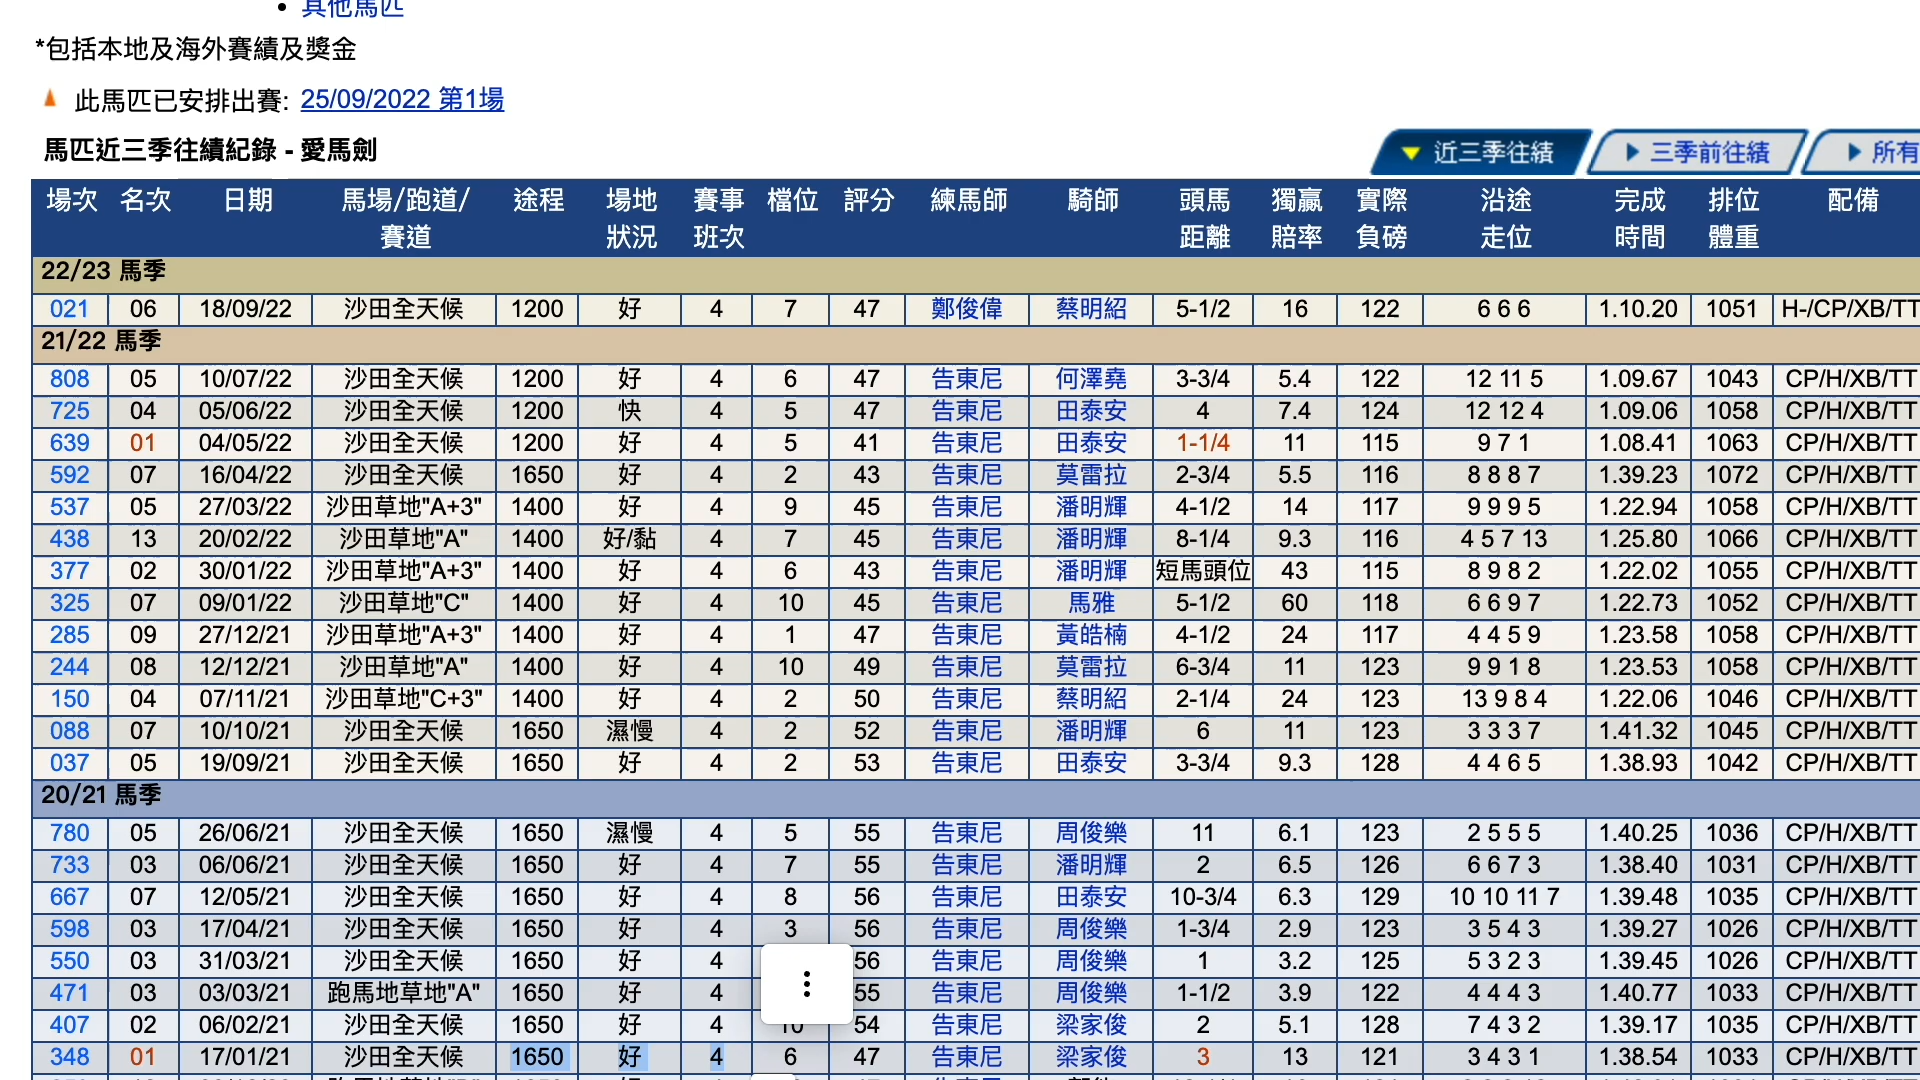 其他馬匹
*包括本地及海外賽績及獎金
此馬匹已安排出賽: 25/09/2022 第1場
馬匹近三季往績紀錄 - 愛馬劍
近三季往績 三季前往績 所有
場次 名次 日期 馬場/跑道/賽道 途程 場地狀況 賽事班次 檔位 評分 練馬師 騎師 頭馬距離 獨贏賠率 實際負磅 沿途走位 完成時間 排位體重 配備
22/23 馬季
021 06 18/09/22 沙田全天候 1200 好 4 7 47 鄭俊偉 蔡明紹 5-1/2 16 122 6 6 6 1.10.20 1051 H-/CP/XB/TT
21/22 馬季
808 05 10/07/22 沙田全天候 1200 好 4 6 47 告東尼 何澤堯 3-3/4 5.4 122 12 11 5 1.09.67 1043 CP/H/XB/TT
725 04 05/06/22 沙田全天候 1200 快 4 5 47 告東尼 田泰安 4 7.4 124 12 12 4 1.09.06 1058 CP/H/XB/TT
639 01 04/05/22 沙田全天候 1200 好 4 5 41 告東尼 田泰安 1-1/4 11 115 9 7 1 1.08.41 1063 CP/H/XB/TT
592 07 16/04/22 沙田全天候 1650 好 4 2 43 告東尼 莫雷拉 2-3/4 5.5 116 8 8 8 7 1.39.23 1072 CP/H/XB/TT
537 05 27/03/22 沙田草地"A+3" 1400 好 4 9 45 告東尼 潘明輝 4-1/2 14 117 9 9 9 5 1.22.94 1058 CP/H/XB/TT
438 13 20/02/22 沙田草地"A" 1400 好/黏 4 7 45 告東尼 潘明輝 8-1/4 9.3 116 4 5 7 13 1.25.80 1066 CP/H/XB/TT
377 02 30/01/22 沙田草地"A+3" 1400 好 4 6 43 告東尼 潘明輝 短馬頭位 43 115 8 9 8 2 1.22.02 1055 CP/H/XB/TT
325 07 09/01/22 沙田草地"C" 1400 好 4 10 45 告東尼 馬雅 5-1/2 60 118 6 6 9 7 1.22.73 1052 CP/H/XB/TT
285 09 27/12/21 沙田草地"A+3" 1400 好 4 1 47 告東尼 黃皓楠 4-1/2 24 117 4 4 5 9 1.23.58 1058 CP/H/XB/TT
244 08 12/12/21 沙田草地"A" 1400 好 4 10 49 告東尼 莫雷拉 6-3/4 11 123 9 9 1 8 1.23.53 1058 CP/H/XB/TT
150 04 07/11/21 沙田草地"C+3" 1400 好 4 2 50 告東尼 蔡明紹 2-1/4 24 123 13 9 8 4 1.22.06 1046 CP/H/XB/TT
088 07 10/10/21 沙田全天候 1650 濕慢 4 2 52 告東尼 潘明輝 6 11 123 3 3 3 7 1.41.32 1045 CP/H/XB/TT
037 05 19/09/21 沙田全天候 1650 好 4 2 53 告東尼 田泰安 3-3/4 9.3 128 4 4 6 5 1.38.93 1042 CP/H/XB/TT
20/21 馬季
780 05 26/06/21 沙田全天候 1650 濕慢 4 5 55 告東尼 周俊樂 11 6.1 123 2 5 5 5 1.40.25 1036 CP/H/XB/TT
733 03 06/06/21 沙田全天候 1650 好 4 7 55 告東尼 潘明輝 2 6.5 126 6 6 7 3 1.38.40 1031 CP/H/XB/TT
667 07 12/05/21 沙田全天候 1650 好 4 8 56 告東尼 田泰安 10-3/4 6.3 129 10 10 11 7 1.39.48 1035 CP/H/XB/TT
598 03 17/04/21 沙田全天候 1650 好 4 3 56 告東尼 周俊樂 1-3/4 2.9 123 3 5 4 3 1.39.27 1026 CP/H/XB/TT
550 03 31/03/21 沙田全天候 1650 好 4 56 告東尼 周俊樂 1 3.2 125 5 3 2 3 1.39.45 1026 CP/H/XB/TT
471 03 03/03/21 跑馬地草地"A" 1650 好 4 55 告東尼 周俊樂 1-1/2 3.9 122 4 4 4 3 1.40.77 1033 CP/H/XB/TT
407 02 06/02/21 沙田全天候 1650 好 4 10 54 告東尼 梁家俊 2 5.1 128 7 4 3 2 1.39.17 1035 CP/H/XB/TT
348 01 17/01/21 沙田全天候 1650 好 4 6 47 告東尼 梁家俊 3 13 121 3 4 3 1 1.38.54 1033 CP/H/XB/TT